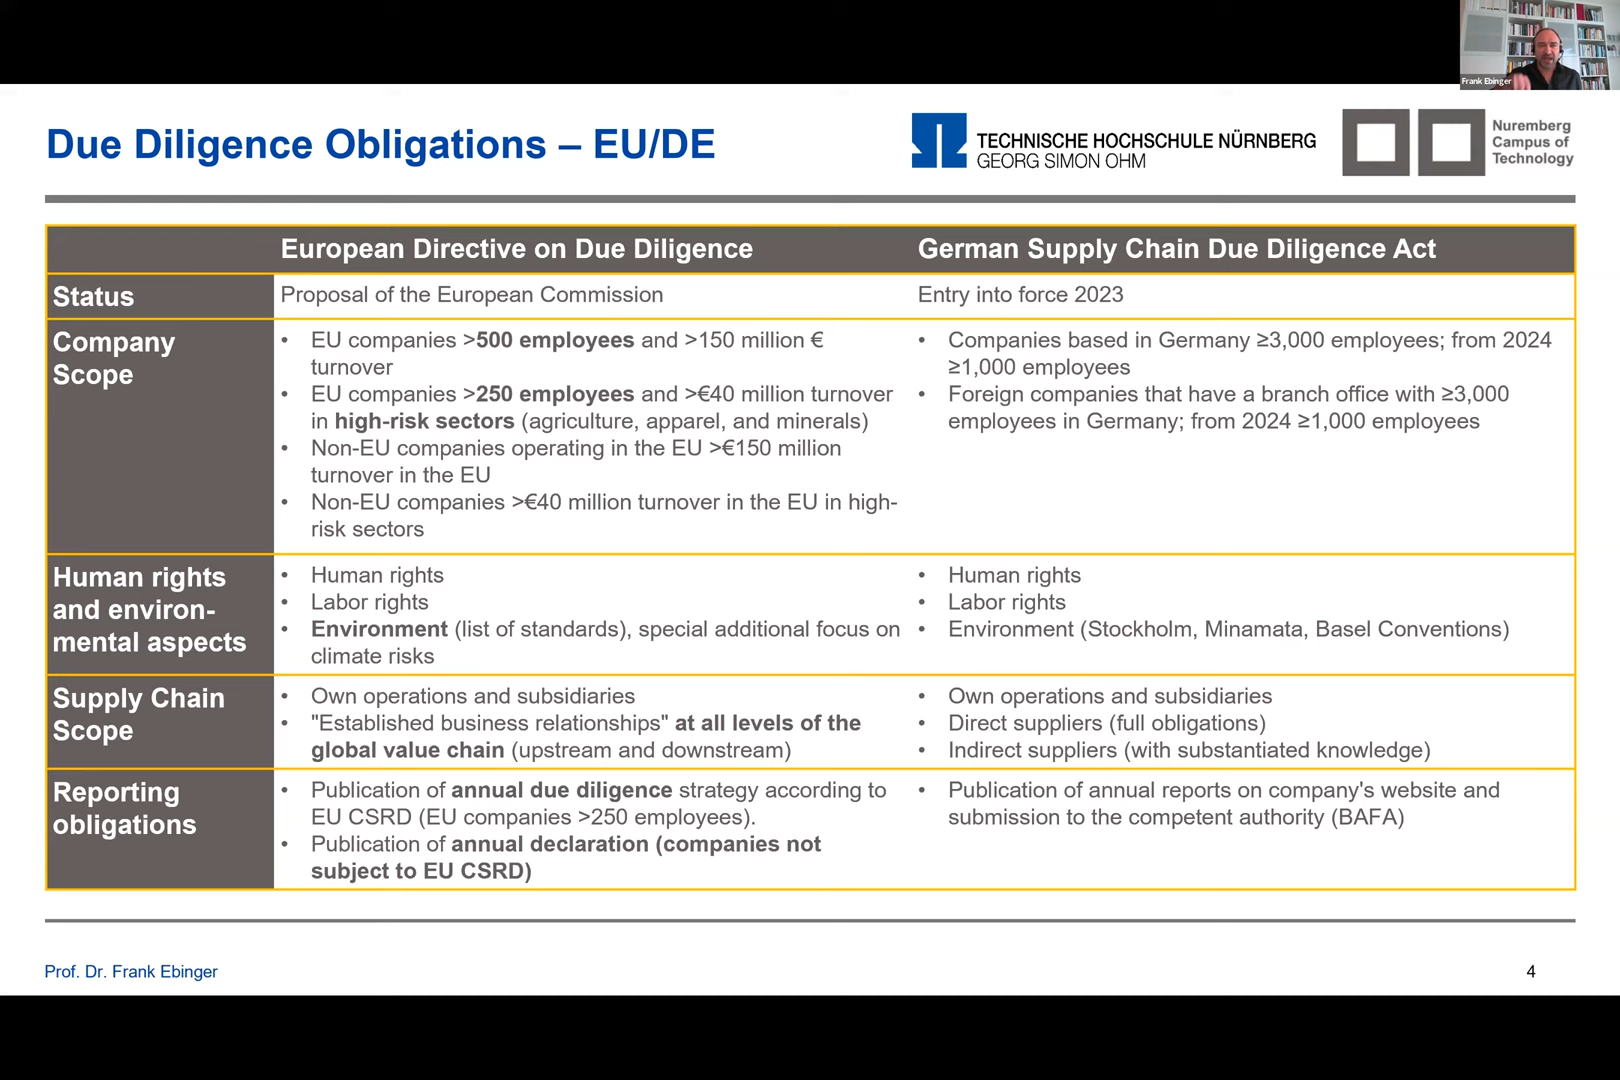 Frank Ebinger
Due Diligence Obligations – EU/DE
TECHNISCHE HOCHSCHULE NÜRNBERG
GEORG SIMON OHM
Nuremberg
Campus of
Technology
European Directive on Due Diligence
German Supply Chain Due Diligence Act
Status
Proposal of the European Commission
Entry into force 2023
Company
Scope
• EU companies >500 employees and >150 million €
turnover
• EU companies >250 employees and >€40 million turnover
in high-risk sectors (agriculture, apparel, and minerals)
• Non-EU companies operating in the EU >€150 million
turnover in the EU
• Non-EU companies >€40 million turnover in the EU in high-
risk sectors
• Companies based in Germany ≥3,000 employees; from 2024
≥1,000 employees
• Foreign companies that have a branch office with ≥3,000
employees in Germany; from 2024 ≥1,000 employees
Human rights
and environ-
mental aspects
• Human rights
• Labor rights
• Environment (list of standards), special additional focus on
climate risks
• Human rights
• Labor rights
• Environment (Stockholm, Minamata, Basel Conventions)
Supply Chain
Scope
• Own operations and subsidiaries
• "Established business relationships" at all levels of the
global value chain (upstream and downstream)
• Own operations and subsidiaries
• Direct suppliers (full obligations)
• Indirect suppliers (with substantiated knowledge)
Reporting
obligations
• Publication of annual due diligence strategy according to
EU CSRD (EU companies >250 employees).
• Publication of annual declaration (companies not
subject to EU CSRD)
• Publication of annual reports on company's website and
submission to the competent authority (BAFA)
Prof. Dr. Frank Ebinger
4